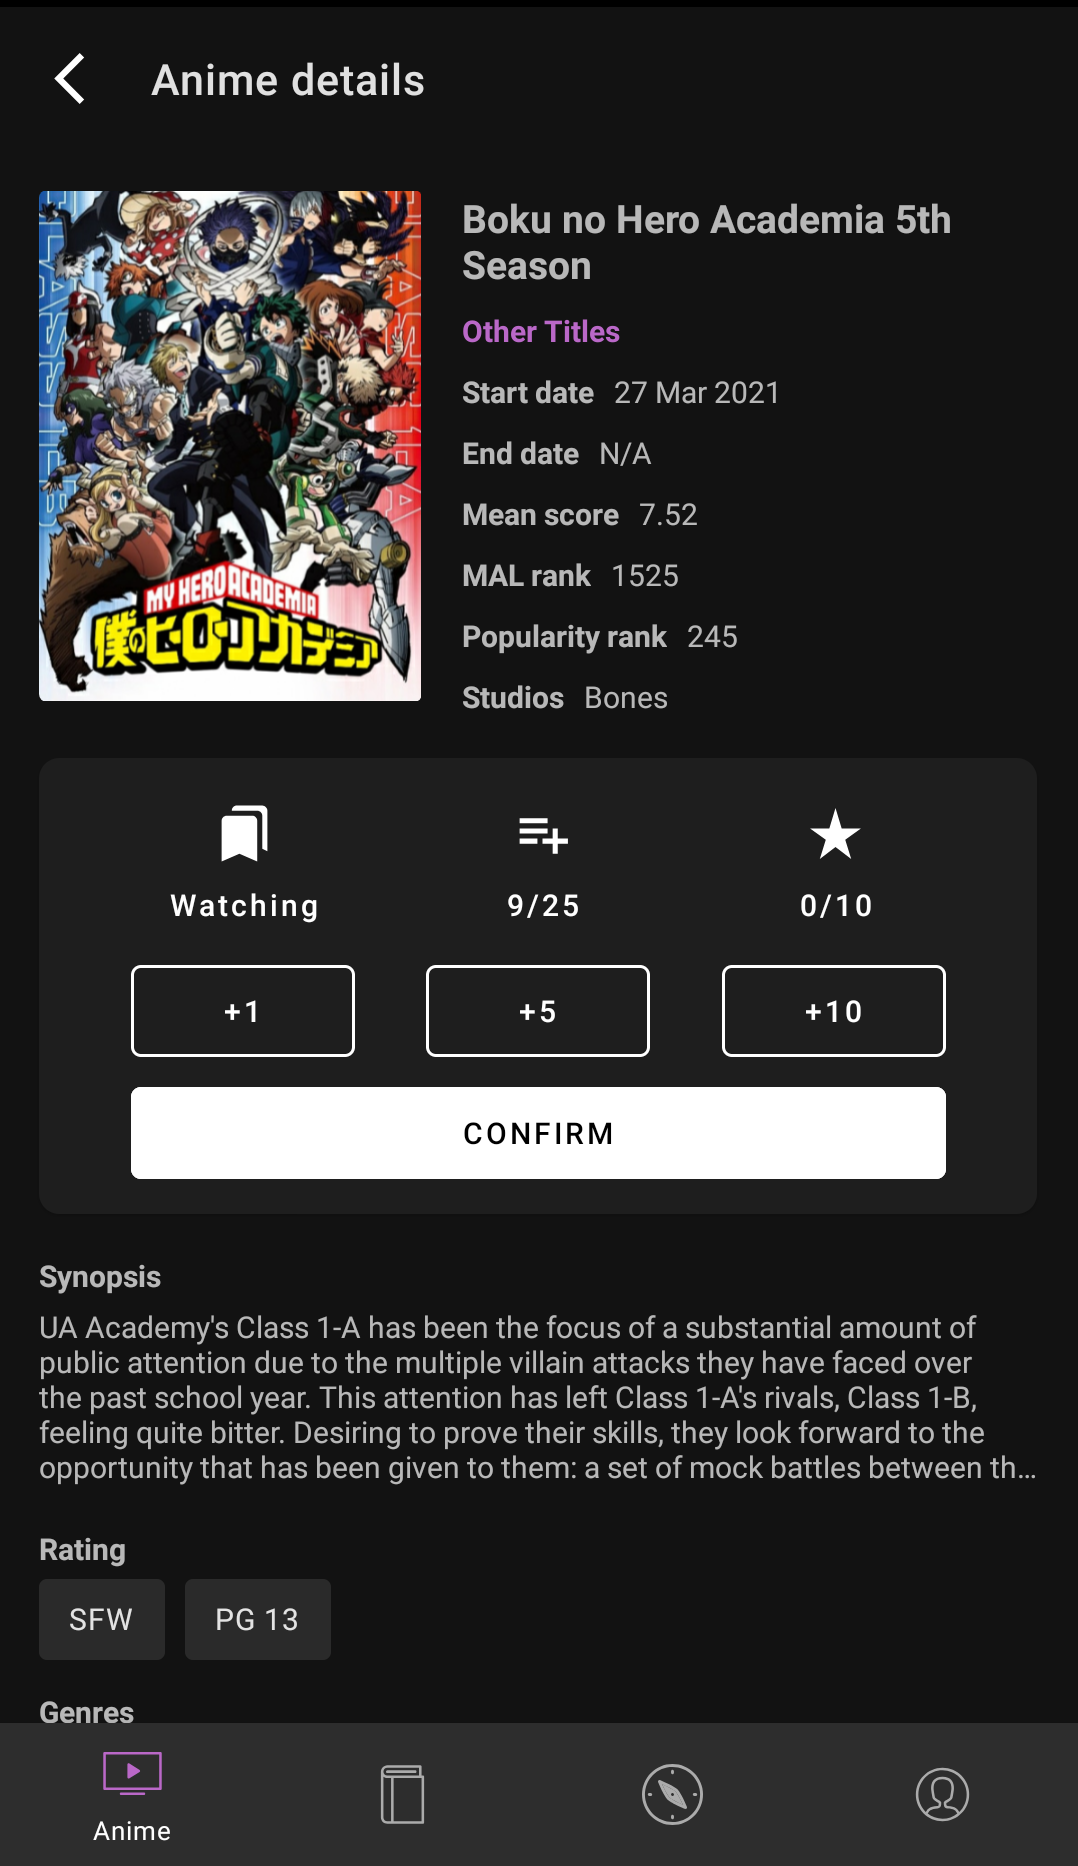 Anime details
CLASS 1-B
CLASS 1-A
MY HERO ACADEMIA
僕のヒーローアカデミア
Boku no Hero Academia 5th
Season
Other Titles
Start date 27 Mar 2021
End date N/A
Mean score 7.52
MAL rank 1525
Popularity rank 245
Studios Bones
Watching
9/25
0/10
+1
+5
+10
CONFIRM
Synopsis
UA Academy's Class 1-A has been the focus of a substantial amount of
public attention due to the multiple villain attacks they have faced over
the past school year. This attention has left Class 1-A's rivals, Class 1-B,
feeling quite bitter. Desiring to prove their skills, they look forward to the
opportunity that has been given to them: a set of mock battles between th...
Rating
SFW
PG 13
Genres
Anime